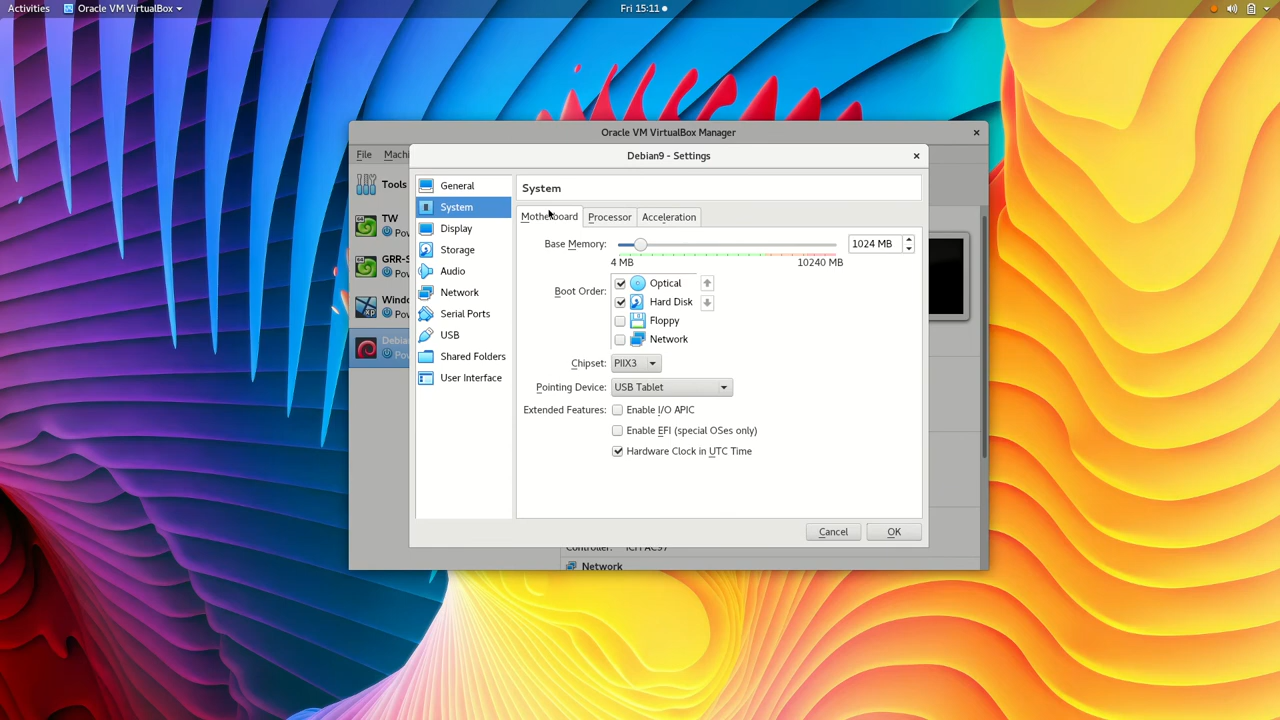 Activities Oracle VM VirtualBox Fri 15:11
Oracle VM VirtualBox Manager
File
Debian9 - Settings
Tools
TW
General
System
Display
Storage
Audio
Network
Serial Ports
USB
Shared Folders
User Interface
System
Motherboard Processor Acceleration
Base Memory: 1024 MB
4 MB 10240 MB
Boot Order: Optical
Hard Disk
Floppy
Network
Chipset: PIIX3
Pointing Device: USB Tablet
Extended Features: Enable I/O APIC
Enable EFI (special OSes only)
Hardware Clock in UTC Time
Cancel OK
Network